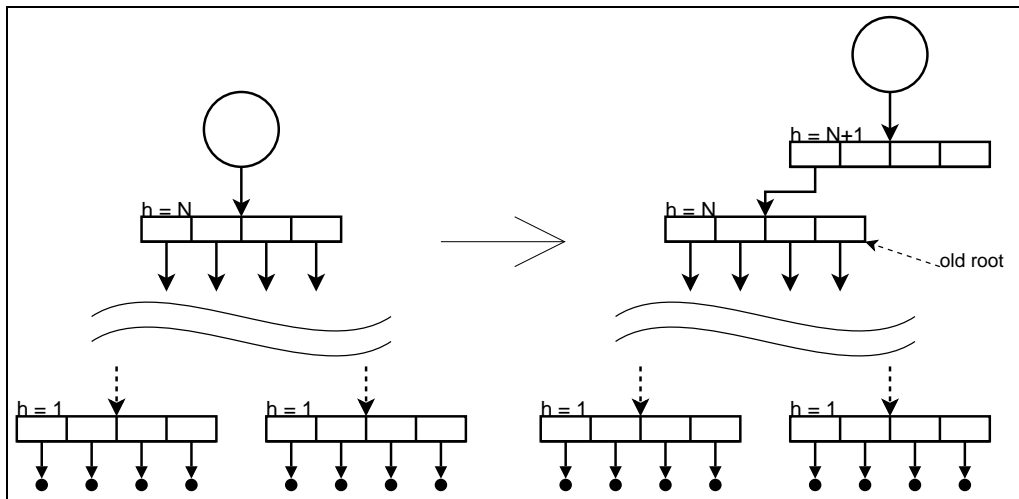 h = N+1
h = N
h = N
old root
h = 1
h = 1
h = 1
h = 1